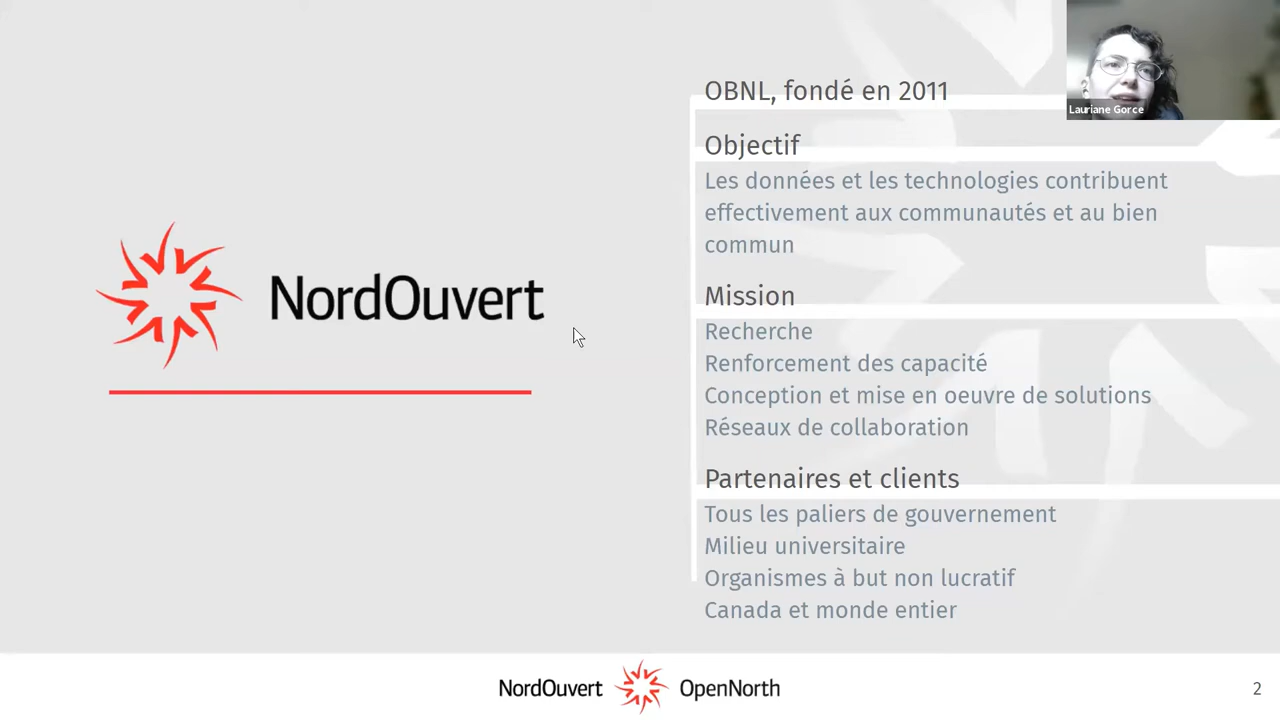 OBNL, fondé en 2011
Lauriane Gorce
Objectif
Les données et les technologies contribuent
effectivement aux communautés et au bien
commun
NordOuvert
Mission
Recherche
Renforcement des capacité
Conception et mise en oeuvre de solutions
Réseaux de collaboration
Partenaires et clients
Tous les paliers de gouvernement
Milieu universitaire
Organismes à but non lucratif
Canada et monde entier
NordOuvert OpenNorth
2